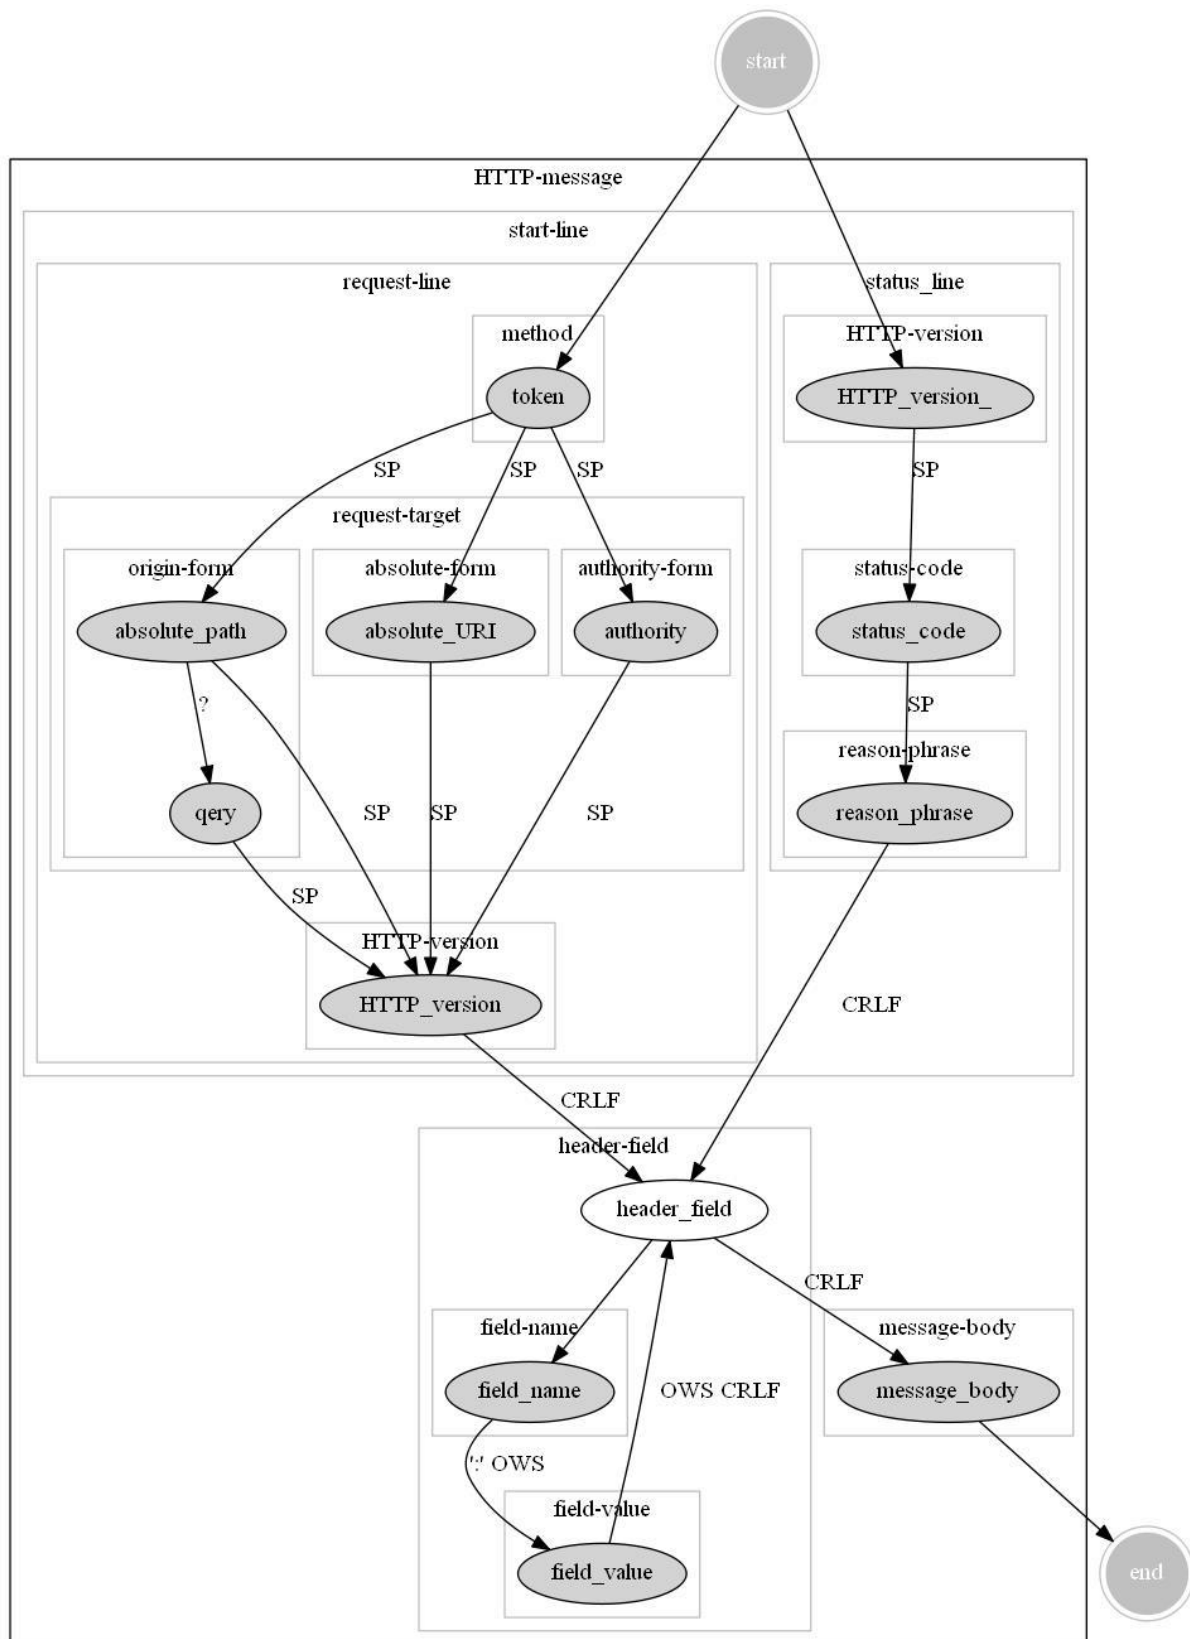 start
HTTP-message
start-line
request-line
status_line
method
HTTP-version
token
HTTP_version_
SP
SP
SP
SP
request-target
origin-form
absolute-form
authority-form
status-code
absolute_path
absolute_URI
authority
status_code
?
SP
reason-phrase
qery
SP
SP
SP
reason_phrase
SP
HTTP-version
HTTP_version
CRLF
CRLF
header-field
header_field
CRLF
field-name
message-body
field_name
OWS CRLF
message_body
':' OWS
field-value
field_value
end